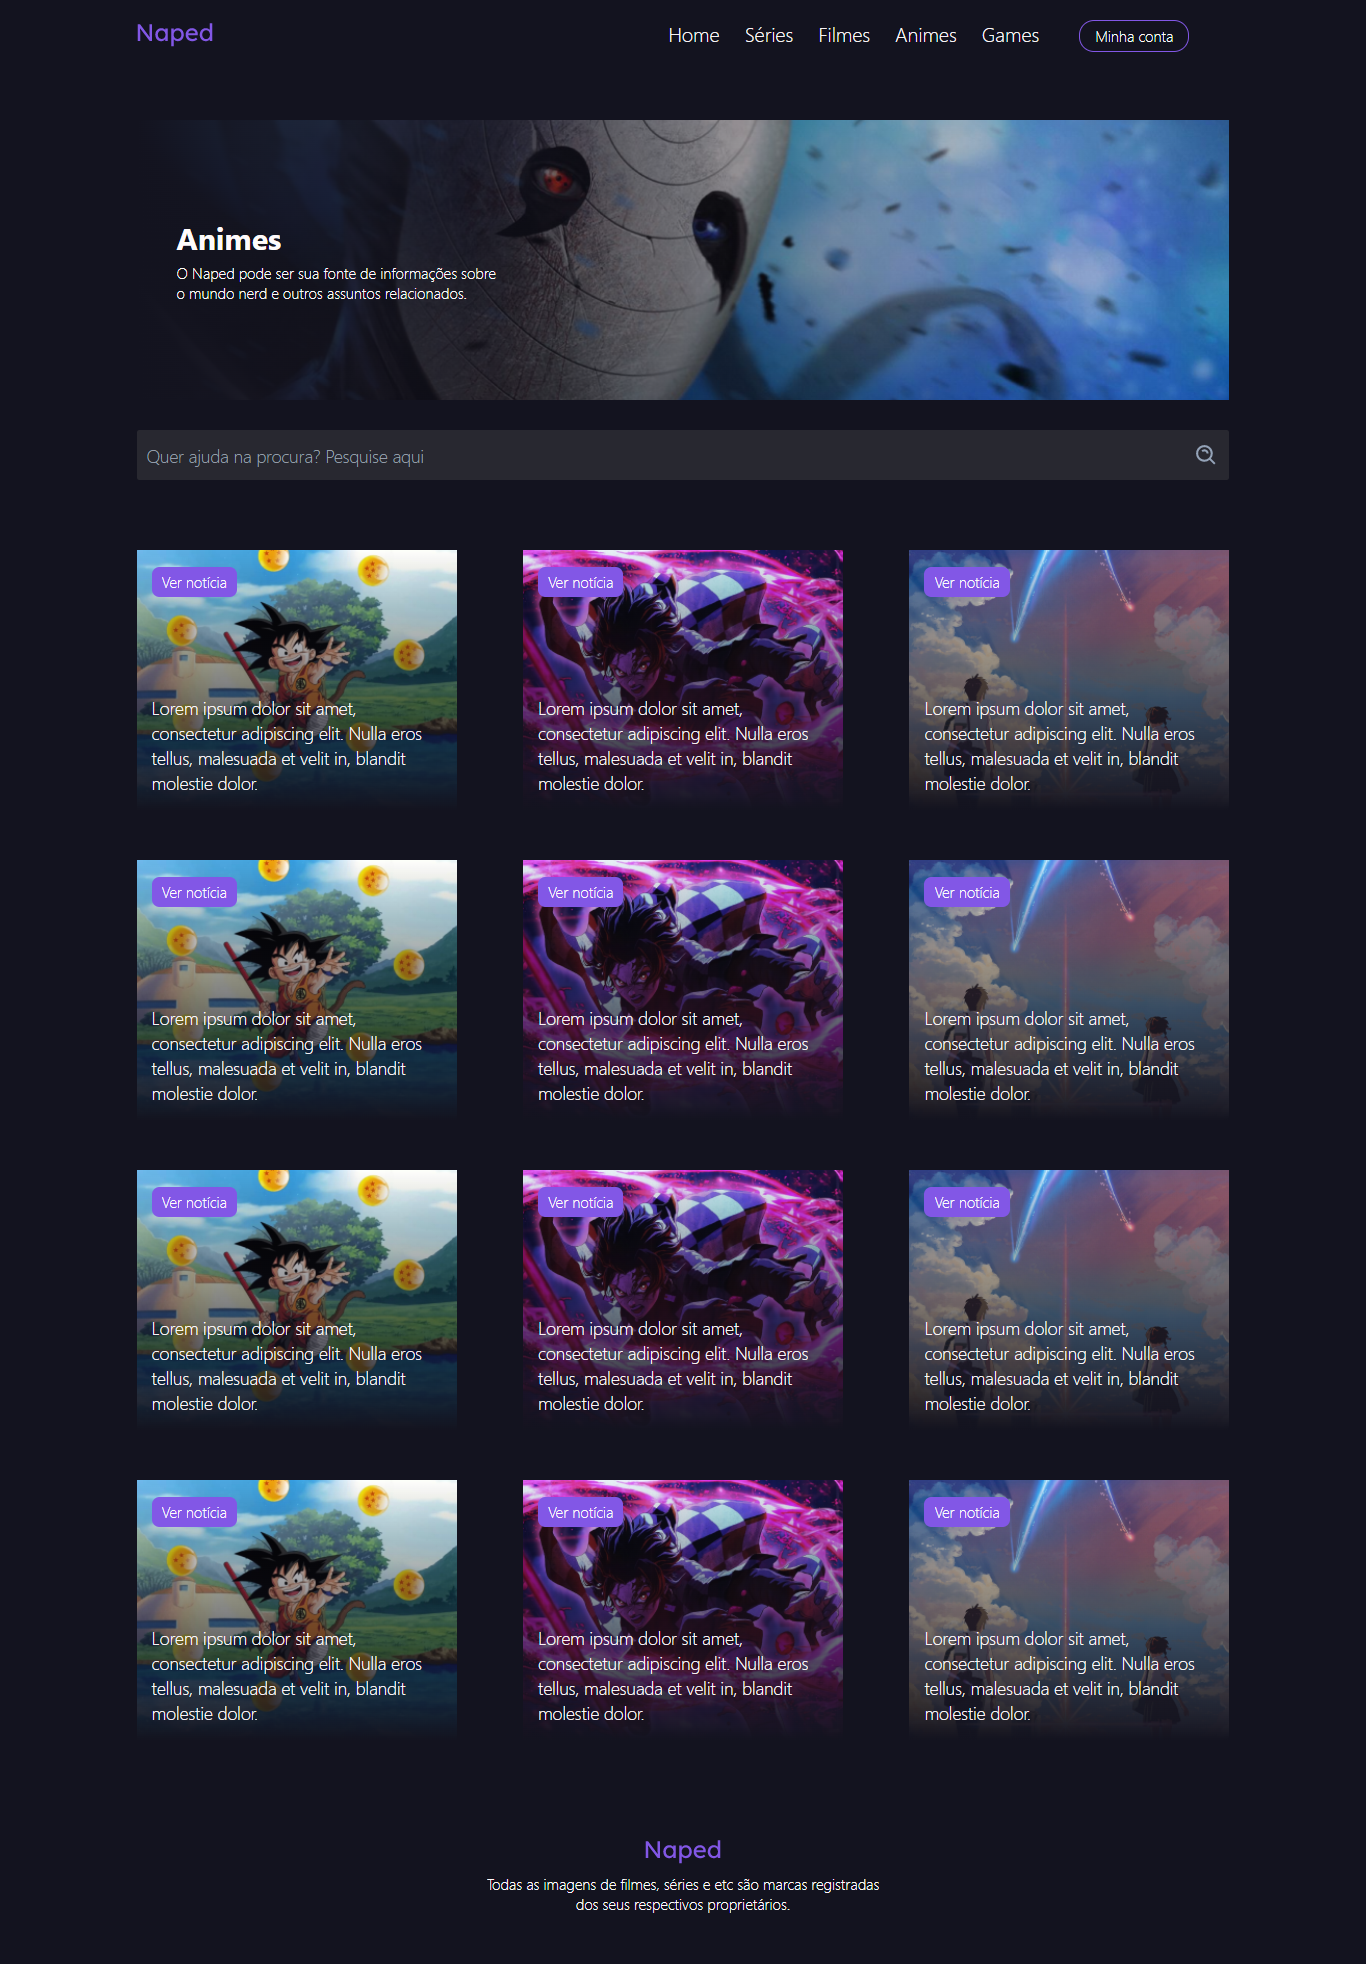 Naped
Home Séries Filmes Animes Games Minha conta
Animes
O Naped pode ser sua fonte de informações sobre
o mundo nerd e outros assuntos relacionados.
Quer ajuda na procura? Pesquise aqui
Ver notícia
Lorem ipsum dolor sit amet,
consectetur adipiscing elit. Nulla eros
tellus, malesuada et velit in, blandit
molestie dolor.
Ver notícia
Lorem ipsum dolor sit amet,
consectetur adipiscing elit. Nulla eros
tellus, malesuada et velit in, blandit
molestie dolor.
Ver notícia
Lorem ipsum dolor sit amet,
consectetur adipiscing elit. Nulla eros
tellus, malesuada et velit in, blandit
molestie dolor.
Ver notícia
Lorem ipsum dolor sit amet,
consectetur adipiscing elit. Nulla eros
tellus, malesuada et velit in, blandit
molestie dolor.
Ver notícia
Lorem ipsum dolor sit amet,
consectetur adipiscing elit. Nulla eros
tellus, malesuada et velit in, blandit
molestie dolor.
Ver notícia
Lorem ipsum dolor sit amet,
consectetur adipiscing elit. Nulla eros
tellus, malesuada et velit in, blandit
molestie dolor.
Ver notícia
Lorem ipsum dolor sit amet,
consectetur adipiscing elit. Nulla eros
tellus, malesuada et velit in, blandit
molestie dolor.
Ver notícia
Lorem ipsum dolor sit amet,
consectetur adipiscing elit. Nulla eros
tellus, malesuada et velit in, blandit
molestie dolor.
Ver notícia
Lorem ipsum dolor sit amet,
consectetur adipiscing elit. Nulla eros
tellus, malesuada et velit in, blandit
molestie dolor.
Ver notícia
Lorem ipsum dolor sit amet,
consectetur adipiscing elit. Nulla eros
tellus, malesuada et velit in, blandit
molestie dolor.
Ver notícia
Lorem ipsum dolor sit amet,
consectetur adipiscing elit. Nulla eros
tellus, malesuada et velit in, blandit
molestie dolor.
Ver notícia
Lorem ipsum dolor sit amet,
consectetur adipiscing elit. Nulla eros
tellus, malesuada et velit in, blandit
molestie dolor.
Naped
Todas as imagens de filmes, séries e etc são marcas registradas
dos seus respectivos proprietários.